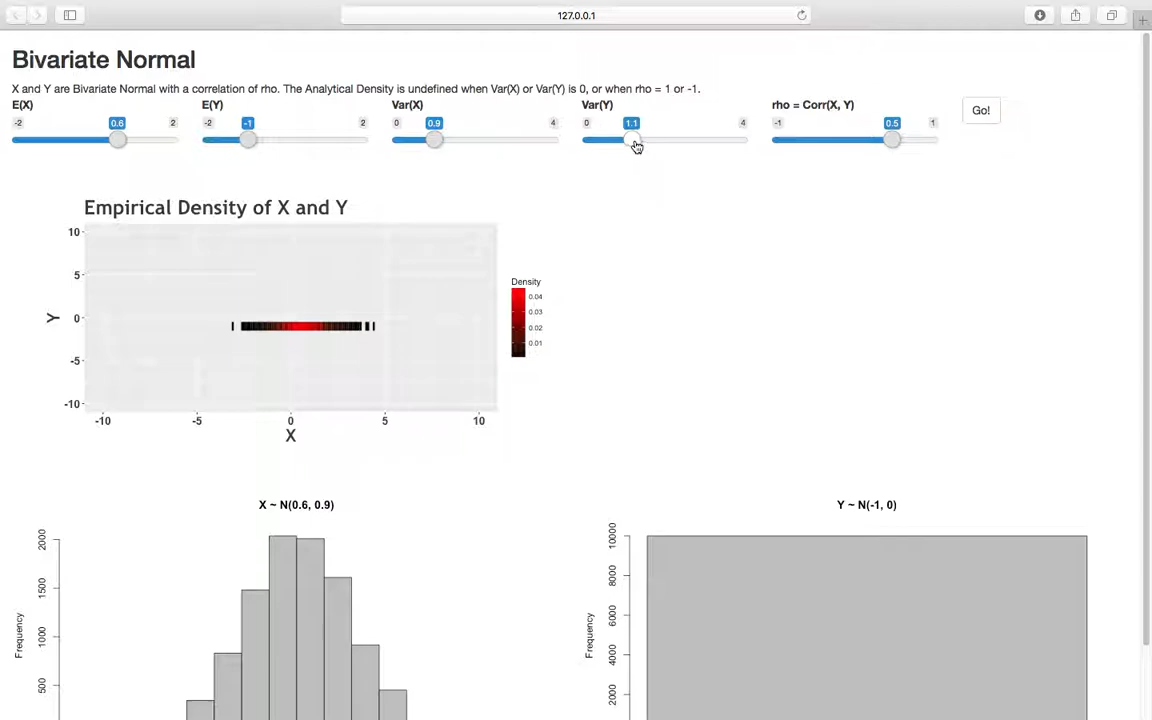 127.0.0.1
Bivariate Normal
X and Y are Bivariate Normal with a correlation of rho. The Analytical Density is undefined when Var(X) or Var(Y) is 0, or when rho = 1 or -1.
E(X) E(Y) Var(X) Var(Y) rho = Corr(X, Y)
-2 0.6 2 -2 -1 2 0 0.9 4 0 1.1 4 -1 0.5 1
Go!
Empirical Density of X and Y
10
5
0
-5
-10
Y
-10 -5 0 5 10
X
Density
0.04
0.03
0.02
0.01
X ~ N(0.6, 0.9)
2000
1500
1000
500
Frequency
Y ~ N(-1, 0)
10000
8000
6000
4000
2000
Frequency